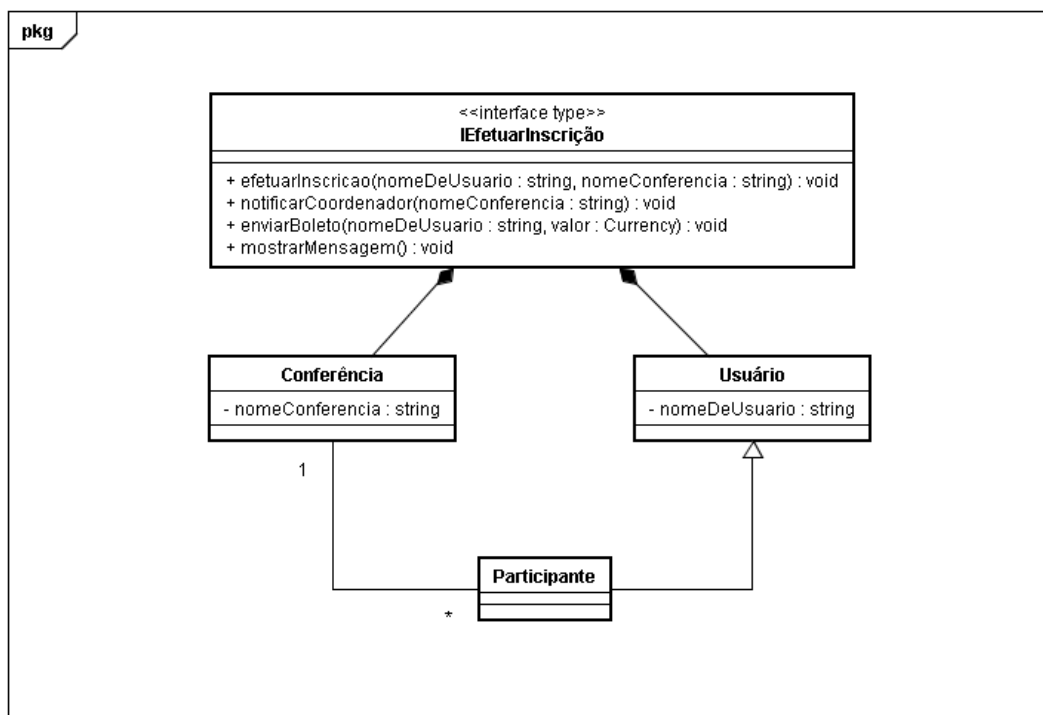 pkg
<<interface type>>
IEfetuarInscrição
+ efetuarInscricao(nomeDeUsuario : string, nomeConferencia : string) : void
+ notificarCoordenador(nomeConferencia : string) : void
+ enviarBoleto(nomeDeUsuario : string, valor : Currency) : void
+ mostrarMensagem() : void
Conferência
- nomeConferencia : string
Usuário
- nomeDeUsuario : string
1
Participante
*